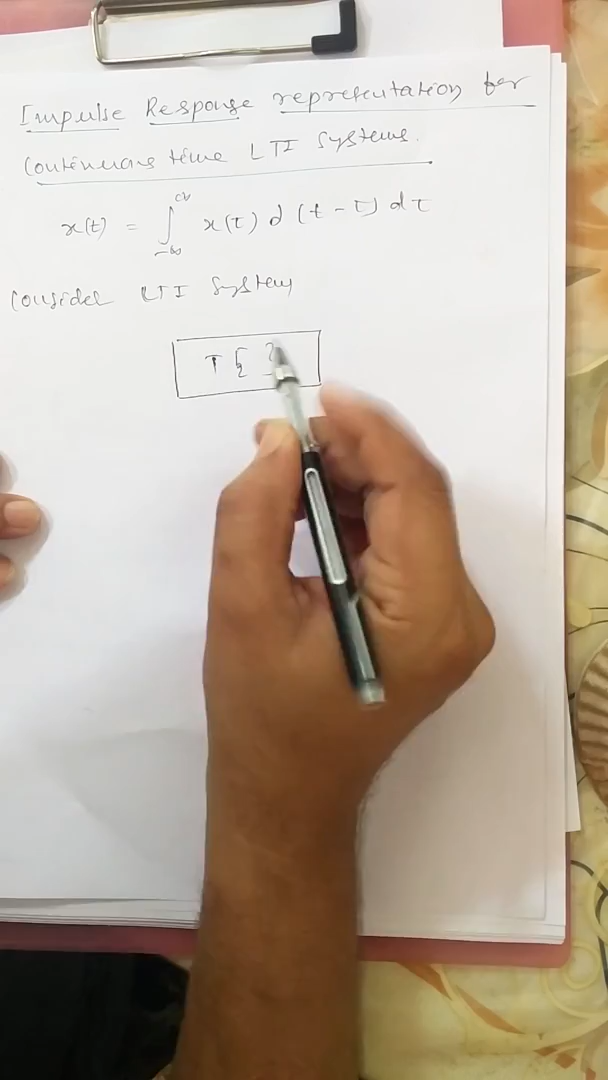 Impulse Response representation for
Continuous time LTI Systems.
x(t) = ∫_{-∞}^{∞} x(τ) δ (t - τ) dτ
Consider LTI System
T [ ]